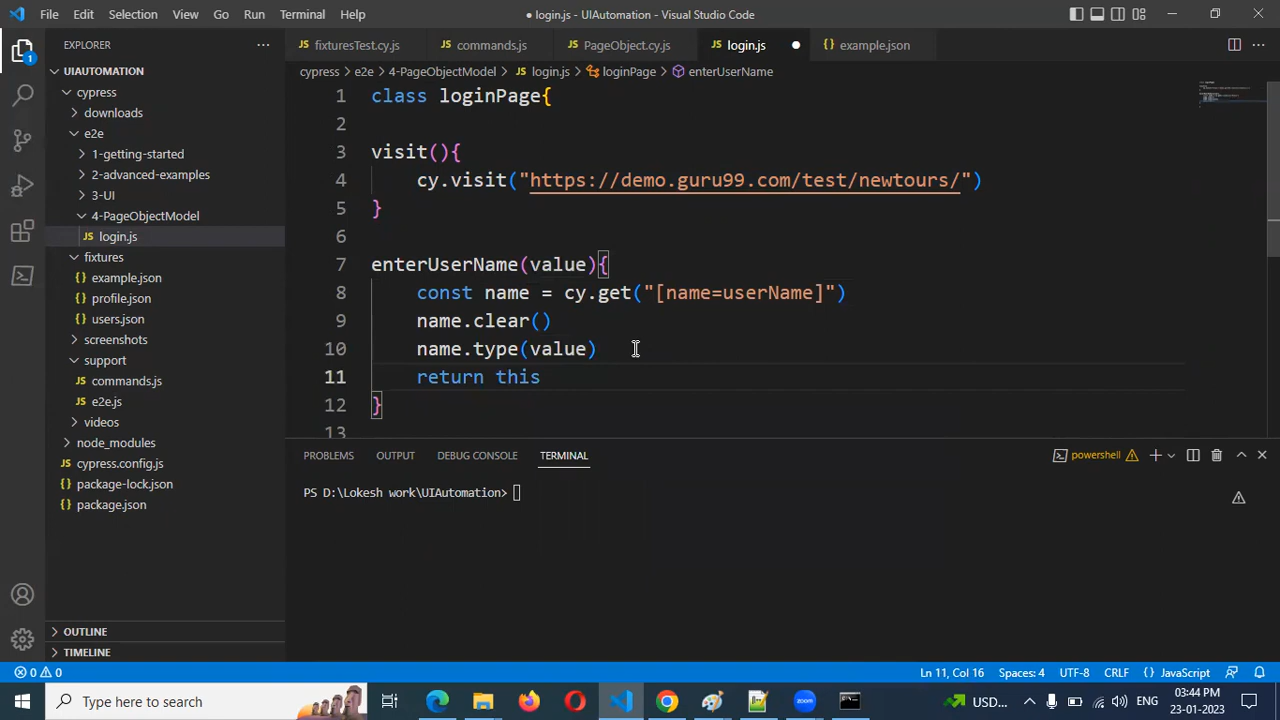 File Edit Selection View Go Run Terminal Help
● login.js - UIAutomation - Visual Studio Code
EXPLORER
fixturesTest.cy.js commands.js PageObject.cy.js login.js ● {} example.json
UIAUTOMATION
cypress > e2e > 4-PageObjectModel > login.js > loginPage > enterUserName
cypress
downloads
e2e
1-getting-started
2-advanced-examples
3-UI
4-PageObjectModel
login.js
fixtures
{} example.json
{} profile.json
{} users.json
screenshots
support
commands.js
e2e.js
videos
node_modules
cypress.config.js
{} package-lock.json
{} package.json
OUTLINE
TIMELINE
1 class loginPage{
2
3 visit(){
4 cy.visit("https://demo.guru99.com/test/newtours/")
5 }
6
7 enterUserName(value){
8 const name = cy.get("[name=userName]")
9 name.clear()
10 name.type(value)
11 return this
12 }
13
PROBLEMS OUTPUT DEBUG CONSOLE TERMINAL powershell
PS D:\Lokesh work\UIAutomation>
0 0 Ln 11, Col 16 Spaces: 4 UTF-8 CRLF {} JavaScript
Type here to search USD... ENG 03:44 PM
23-01-2023
1